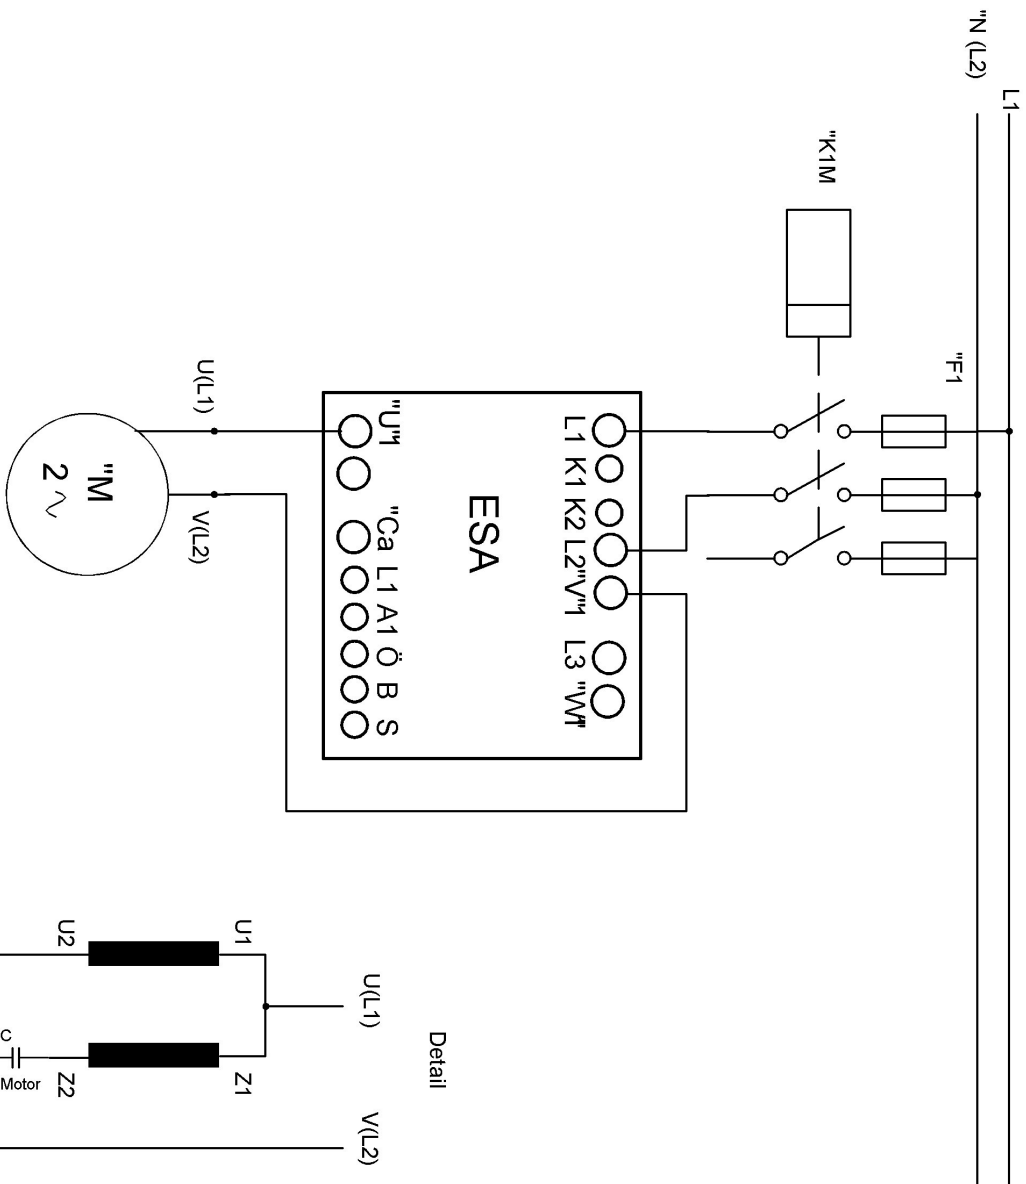 L1
"N (L2)
"K1M
"F1
L1 K1 K2 L2 "V"1 L3 "W1"
ESA
"U"1 "Ca L1 A1 Ö B S
U(L1)
V(L2)
"M
2 ~
Detail
U(L1)
V(L2)
U1
Z1
U2
Z2
C
Motor